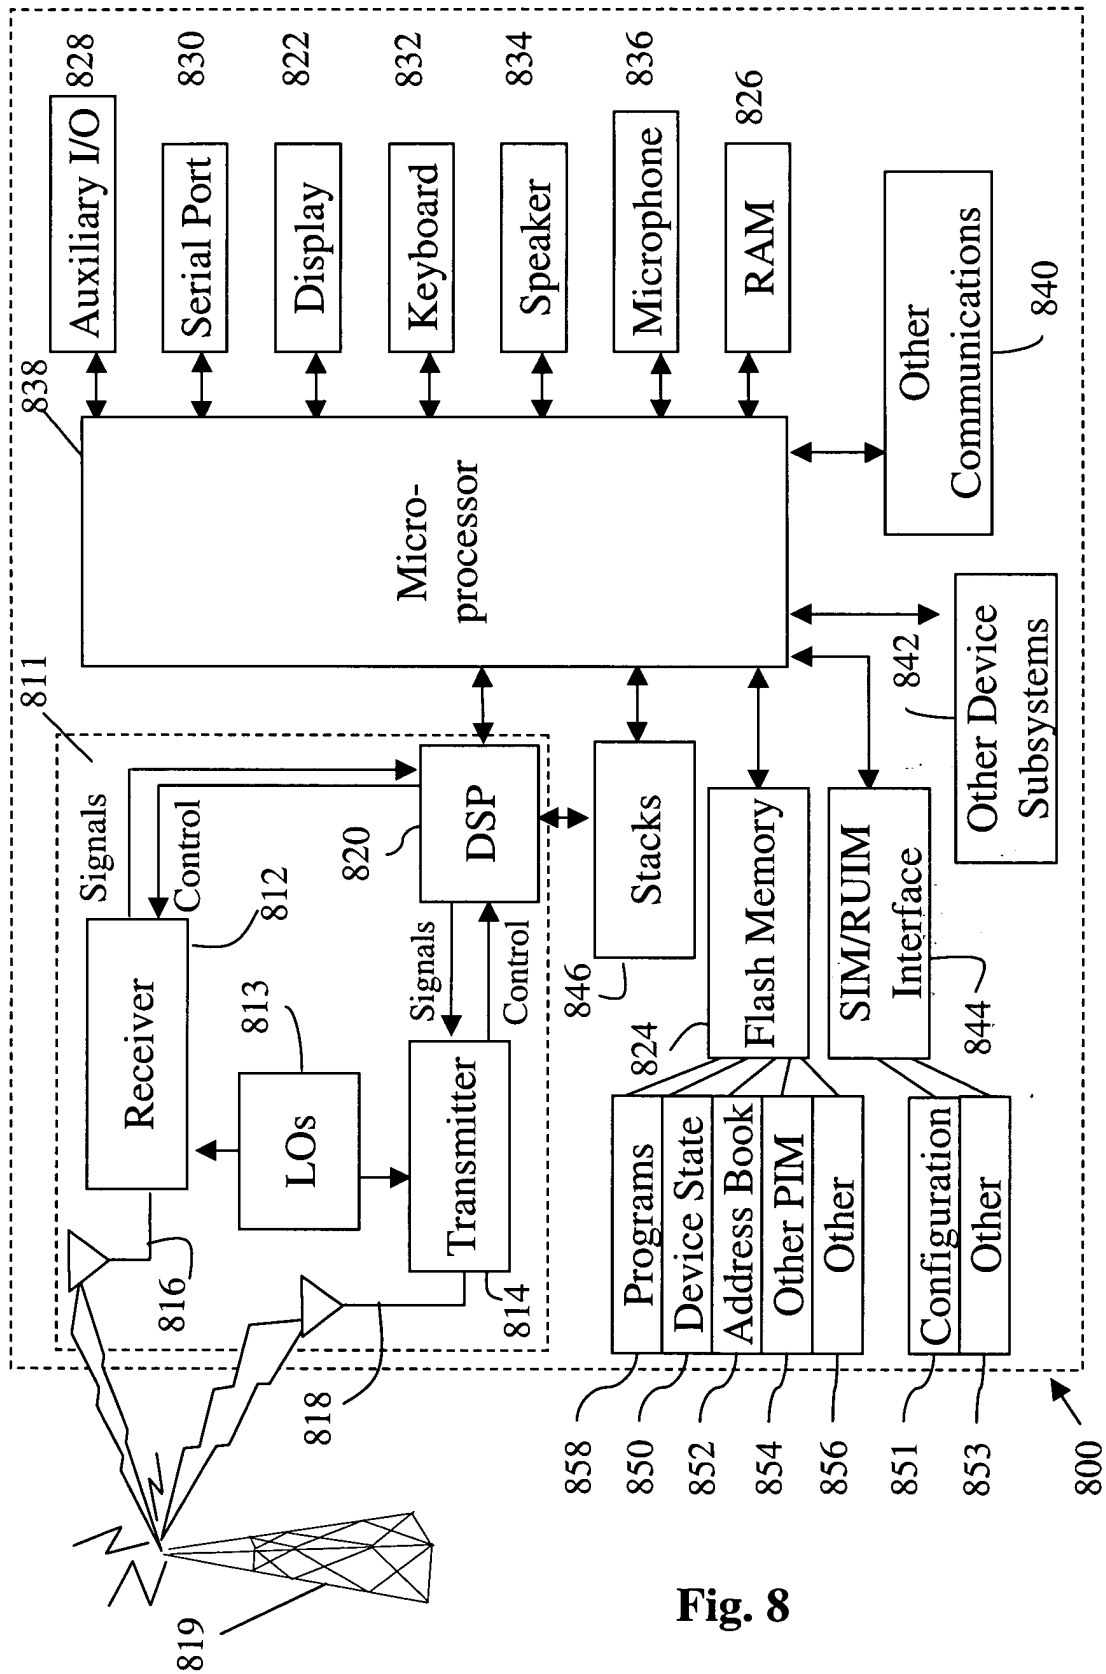 838
Auxiliary I/O
828
Serial Port
830
Display
822
Keyboard
832
Speaker
834
Microphone
836
RAM
826
Micro-
processor
811
Signals
Control
Receiver
812
816
LOs
813
Transmitter
814
818
819
DSP
820
Signals
Control
Stacks
846
Flash Memory
824
SIM/RUIM
Interface
844
Other Device
Subsystems
842
Other
Communications
840
Programs
858
Device State
850
Address Book
852
Other PIM
854
Other
856
Configuration
851
Other
853
800
Fig. 8